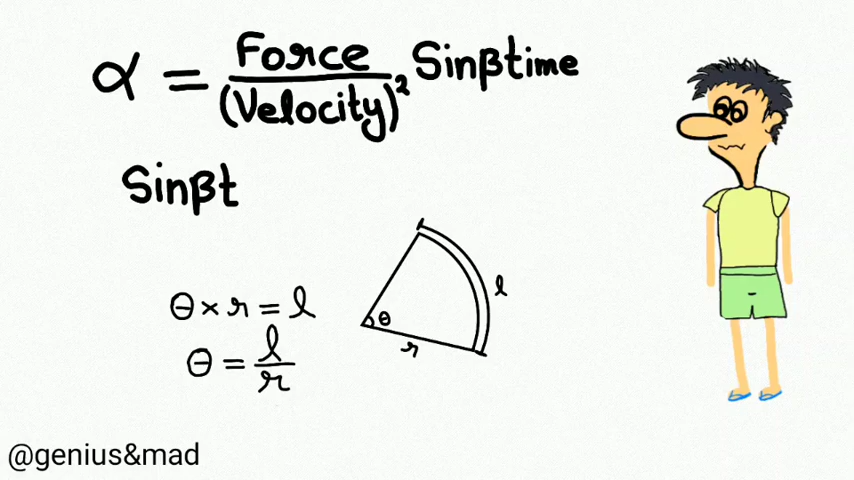 α = Force / (Velocity)² Sinβtime
Sinβt
θ × r = l
θ = l / r
θ
r
l
@genius&mad